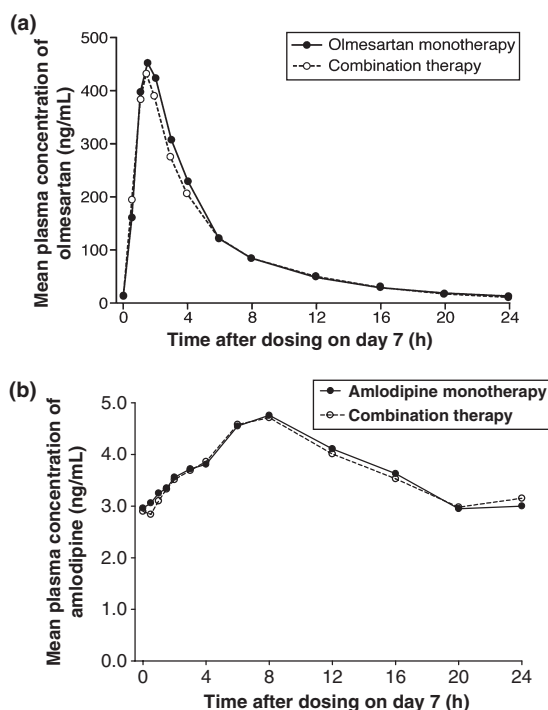 (a)
500
400
300
200
100
0
Mean plasma concentration of
olmesartan (ng/mL)
Olmesartan monotherapy
Combination therapy
0 4 8 12 16 20 24
Time after dosing on day 7 (h)
(b)
5.0
4.0
3.0
2.0
1.0
0.0
Mean plasma concentration of
amlodipine (ng/mL)
Amlodipine monotherapy
Combination therapy
0 4 8 12 16 20 24
Time after dosing on day 7 (h)